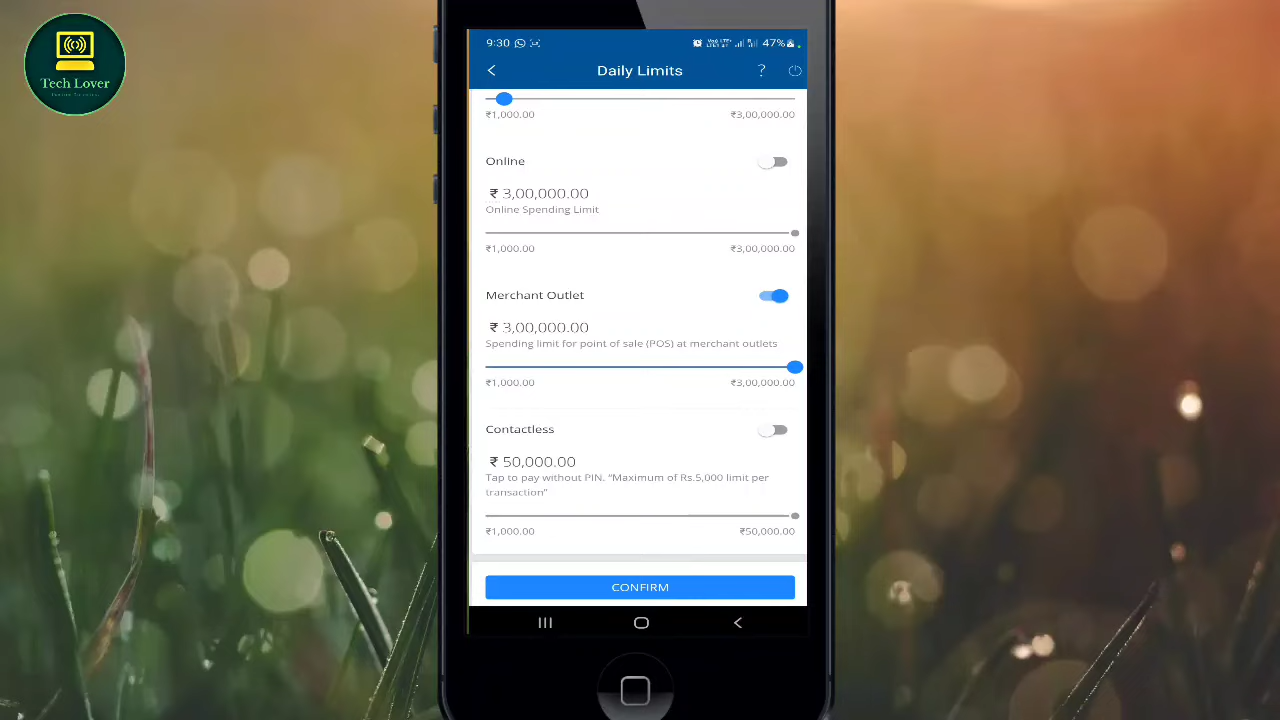 Tech Lover
9:30
47%
Daily Limits
?
₹1,000.00 ₹3,00,000.00
Online
₹ 3,00,000.00
Online Spending Limit
₹1,000.00 ₹3,00,000.00
Merchant Outlet
₹ 3,00,000.00
Spending limit for point of sale (POS) at merchant outlets
₹1,000.00 ₹3,00,000.00
Contactless
₹ 50,000.00
Tap to pay without PIN. “Maximum of Rs.5,000 limit per
transaction”
₹1,000.00 ₹50,000.00
CONFIRM